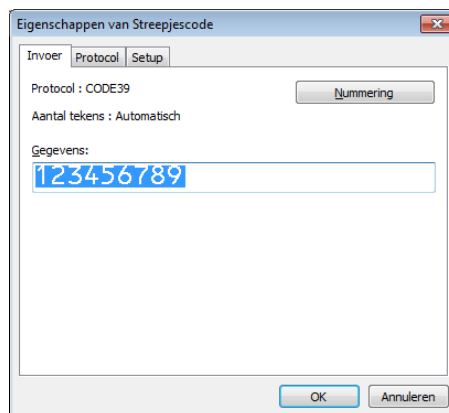 Eigenschappen van Streepjescode
Invoer Protocol Setup
Protocol : CODE39
Nummering
Aantal tekens : Automatisch
Gegevens:
123456789
OK Annuleren